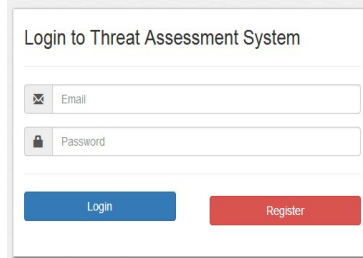 Login to Threat Assessment System
Email
Password
Login
Register